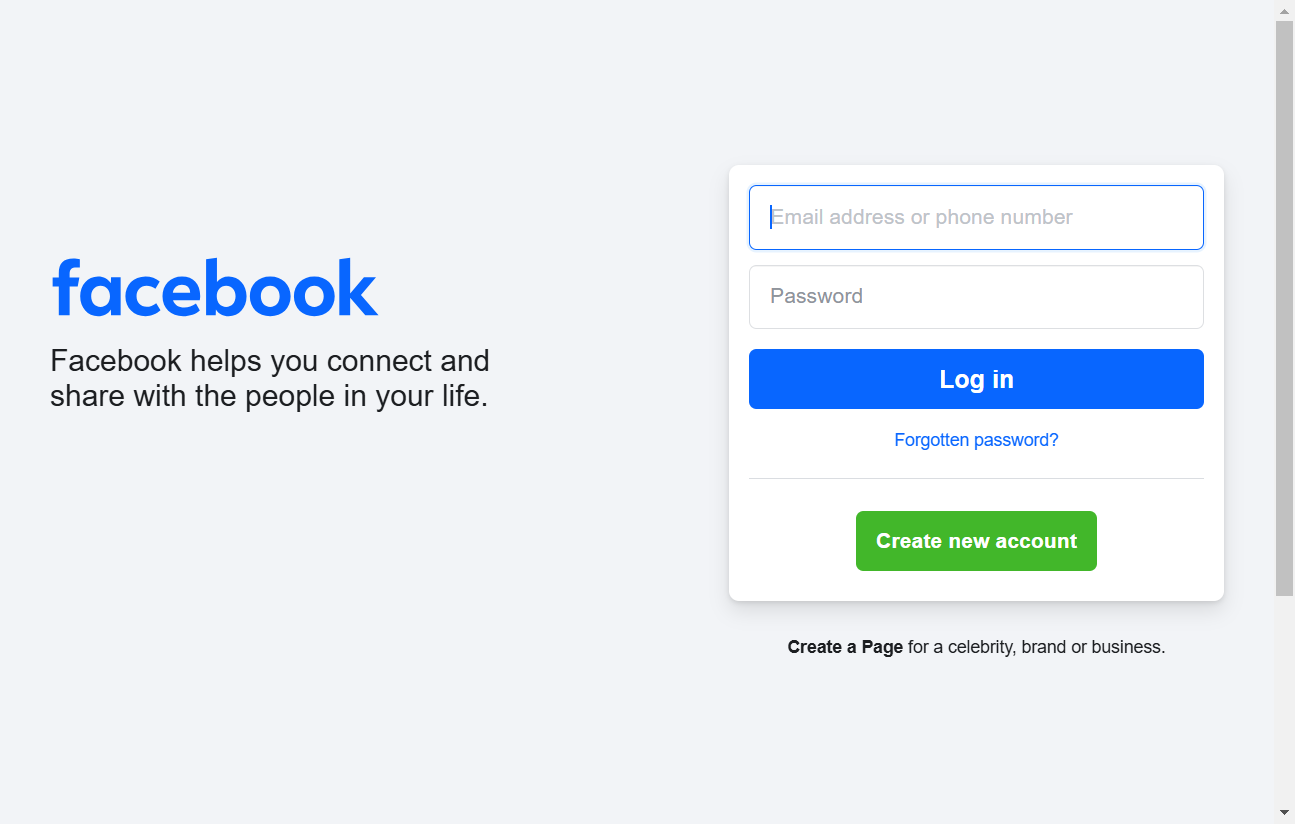 facebook
Facebook helps you connect and
share with the people in your life.
Email address or phone number
Password
Log in
Forgotten password?
Create new account
Create a Page for a celebrity, brand or business.